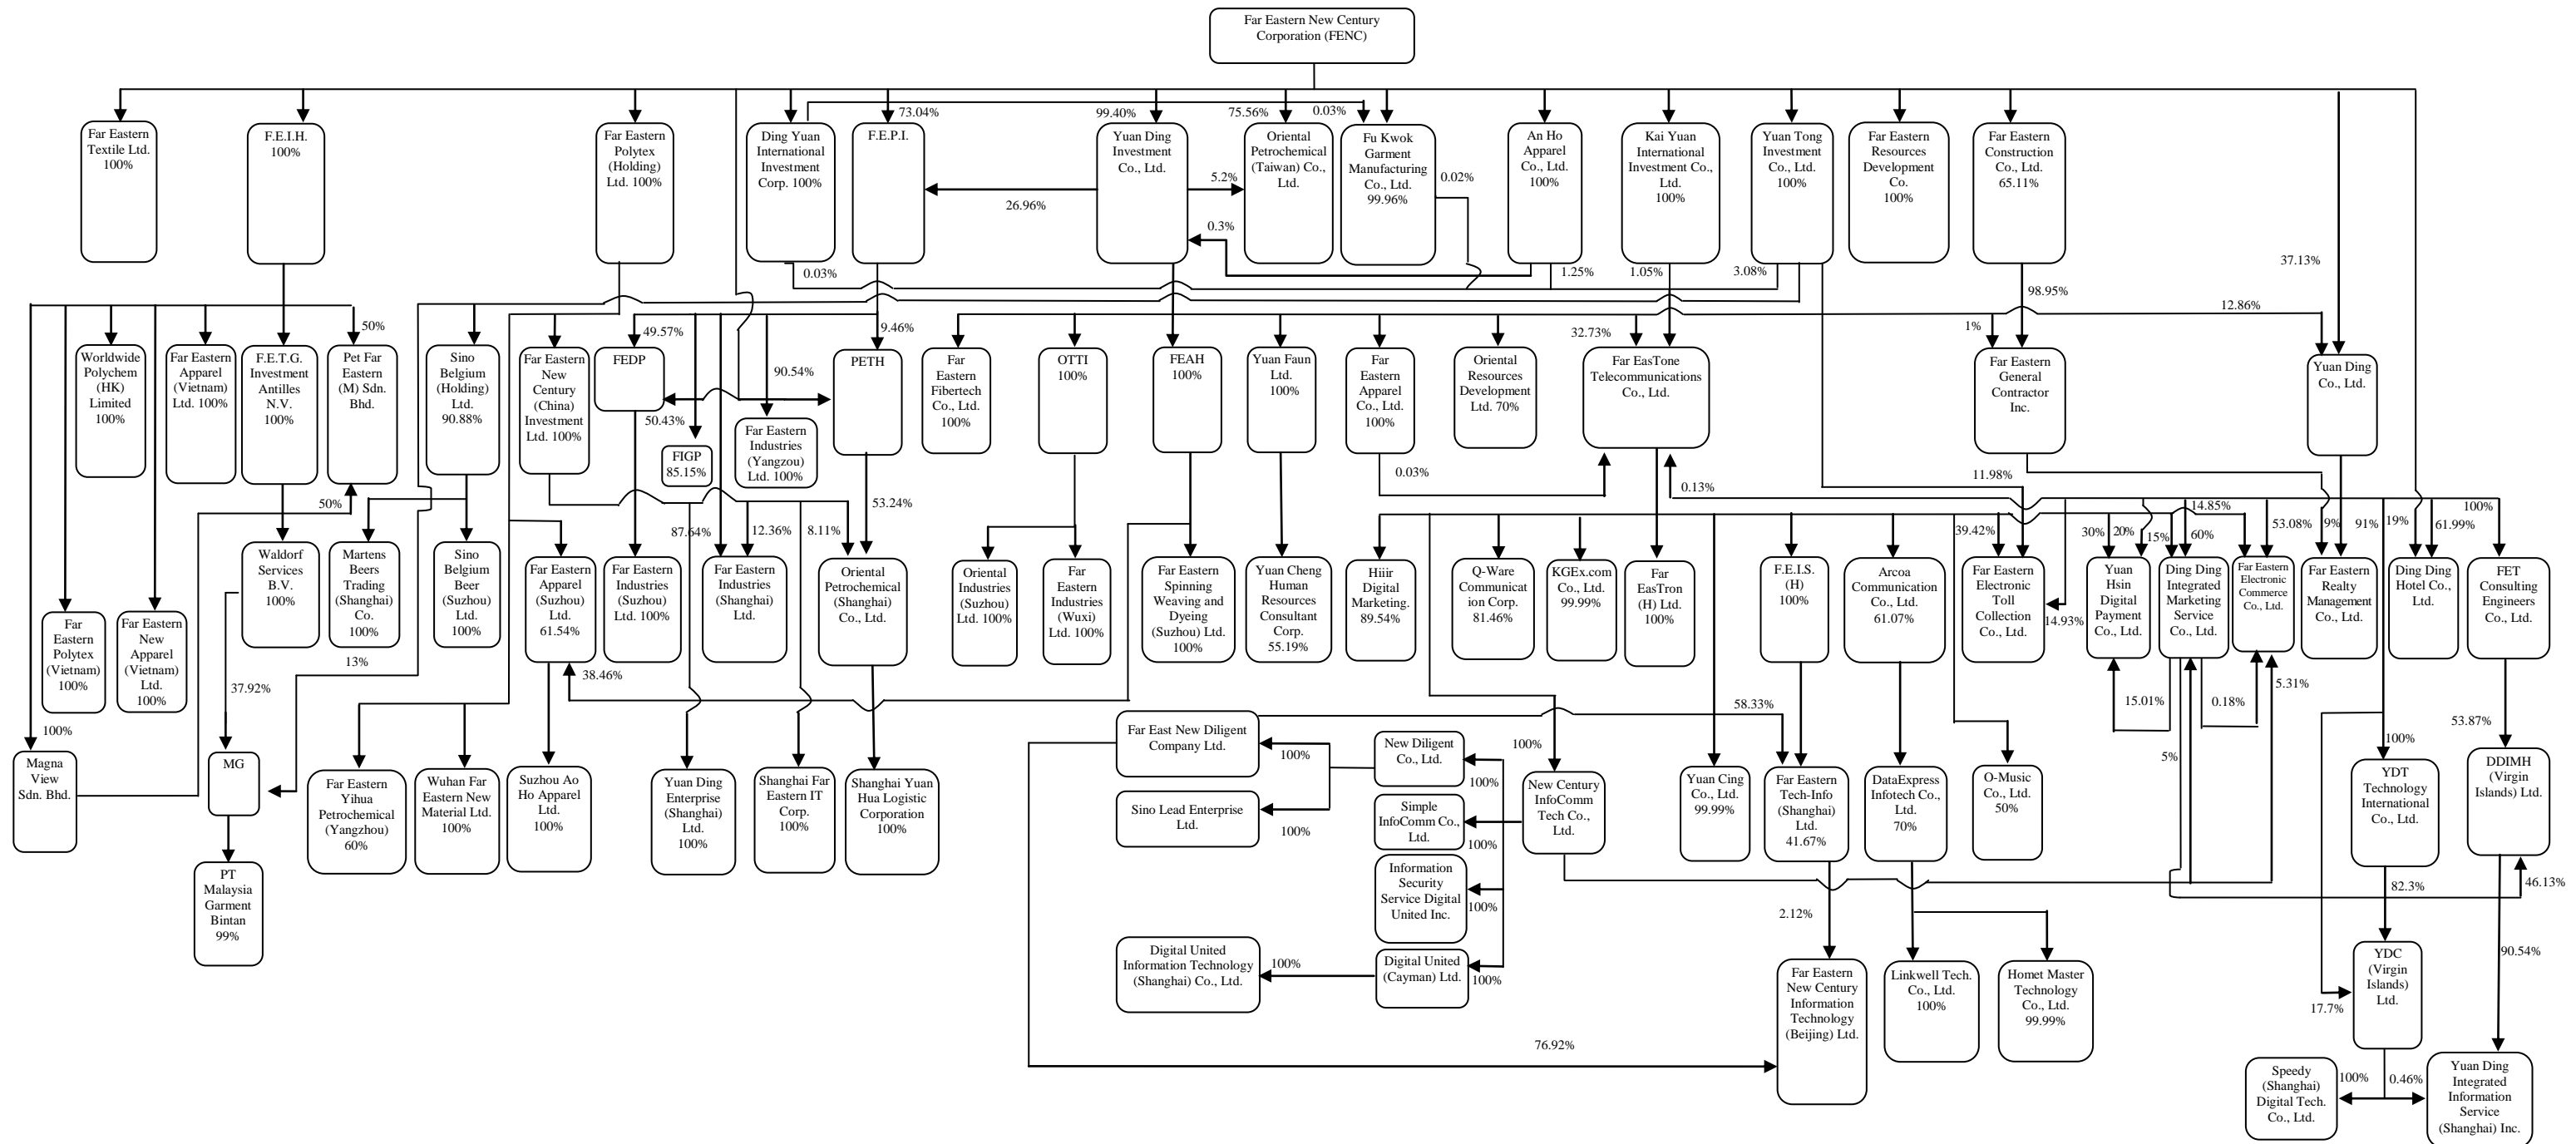 Far Eastern New Century
Corporation (FENC)
73.04%
99.40%
75.56%
0.03%
Far Eastern
Textile Ltd.
100%
F.E.I.H.
100%
Far Eastern
Polytex
(Holding)
Ltd. 100%
Ding Yuan
International
Investment
Corp. 100%
F.E.P.I.
Yuan Ding
Investment
Co., Ltd.
Oriental
Petrochemical
(Taiwan) Co.,
Ltd.
Fu Kwok
Garment
Manufacturing
Co., Ltd.
99.96%
An Ho
Apparel
Co., Ltd.
100%
Kai Yuan
International
Investment Co.,
Ltd.
100%
Yuan Tong
Investment
Co., Ltd.
100%
Far Eastern
Resources
Development
Co.
100%
Far Eastern
Construction
Co., Ltd.
65.11%
26.96%
5.2%
0.3%
0.02%
37.13%
0.03%
1.25%
1.05%
3.08%
98.95%
12.86%
50%
49.57%
9.46%
32.73%
1%
Worldwide
Polychem
(HK)
Limited
100%
Far Eastern
Apparel
(Vietnam)
Ltd. 100%
F.E.T.G.
Investment
Antilles
N.V.
100%
Pet Far
Eastern
(M) Sdn.
Bhd.
Sino
Belgium
(Holding)
Ltd.
90.88%
Far Eastern
New
Century
(China)
Investment
Ltd. 100%
FEDP
90.54%
PETH
Far
Eastern
Fibertech
Co., Ltd.
100%
OTTI
100%
FEAH
100%
Yuan Faun
Ltd.
100%
Far
Eastern
Apparel
Co., Ltd.
100%
Oriental
Resources
Development
Ltd. 70%
Far EasTone
Telecommunications
Co., Ltd.
Far Eastern
General
Contractor
Inc.
Yuan Ding
Co., Ltd.
50.43%
FIGP
85.15%
Far Eastern
Industries
(Yangzou)
Ltd. 100%
50%
87.64%
12.36%
8.11%
53.24%
0.03%
0.13%
11.98%
39.42%
30%
20%
15%
14.85%
60%
53.08%
9%
91%
19%
61.99%
100%
Waldorf
Services
B.V.
100%
Martens
Beers
Trading
(Shanghai)
Co.
100%
Sino
Belgium
Beer
(Suzhou)
Ltd.
100%
Far Eastern
Apparel
(Suzhou)
Ltd.
61.54%
Far Eastern
Industries
(Suzhou)
Ltd. 100%
Far Eastern
Industries
(Shanghai)
Ltd.
Oriental
Petrochemical
(Shanghai)
Co., Ltd.
Oriental
Industries
(Suzhou)
Ltd. 100%
Far
Eastern
Industries
(Wuxi)
Ltd. 100%
Far Eastern
Spinning
Weaving and
Dyeing
(Suzhou) Ltd.
100%
Yuan Cheng
Human
Resources
Consultant
Corp.
55.19%
Hiiir
Digital
Marketing.
89.54%
Q-Ware
Communicat
ion Corp.
81.46%
KGEx.com
Co., Ltd.
99.99%
Far
EasTron
(H) Ltd.
100%
F.E.I.S.
(H)
100%
Arcoa
Communication
Co., Ltd.
61.07%
Far Eastern
Electronic
Toll
Collection
Co., Ltd.
14.93%
Yuan
Hsin
Digital
Payment
Co., Ltd.
Ding Ding
Integrated
Marketing
Service
Co., Ltd.
Far Eastern
Electronic
Commerce
Co., Ltd.
Far Eastern
Realty
Management
Co., Ltd.
Ding Ding
Hotel Co.,
Ltd.
FET
Consulting
Engineers
Co., Ltd.
Far
Eastern
Polytex
(Vietnam)
100%
Far Eastern
New
Apparel
(Vietnam)
Ltd.
100%
13%
37.92%
38.46%
15.01%
0.18%
5.31%
100%
58.33%
5%
100%
53.87%
Magna
View
Sdn. Bhd.
MG
Far Eastern
Yihua
Petrochemical
(Yangzhou)
60%
Wuhan Far
Eastern New
Material Ltd.
100%
Suzhou Ao
Ho Apparel
Ltd.
100%
Yuan Ding
Enterprise
(Shanghai)
Ltd.
100%
Shanghai Far
Eastern IT
Corp.
100%
Shanghai Yuan
Hua Logistic
Corporation
100%
Far East New Diligent
Company Ltd.
100%
New Diligent
Co., Ltd.
100%
100%
Sino Lead Enterprise
Ltd.
100%
Simple
InfoComm Co.,
Ltd.
100%
New Century
InfoComm
Tech Co.,
Ltd.
Yuan Cing
Co., Ltd.
99.99%
Far Eastern
Tech-Info
(Shanghai)
Ltd.
41.67%
DataExpress
Infotech Co.,
Ltd.
70%
O-Music
Co., Ltd.
50%
YDT
Technology
International
Co., Ltd.
DDIMH
(Virgin
Islands) Ltd.
PT
Malaysia
Garment
Bintan
99%
Information
Security
Service Digital
United Inc.
100%
82.3%
46.13%
2.12%
Digital United
Information Technology
(Shanghai) Co., Ltd.
100%
Digital United
(Cayman) Ltd.
100%
Far Eastern
New Century
Information
Technology
(Beijing) Ltd.
Linkwell Tech.
Co., Ltd.
100%
Homet Master
Technology
Co., Ltd.
99.99%
YDC
(Virgin
Islands)
Ltd.
90.54%
17.7%
76.92%
Speedy
(Shanghai)
Digital Tech.
Co., Ltd.
100%
0.46%
Yuan Ding
Integrated
Information
Service
(Shanghai) Inc.